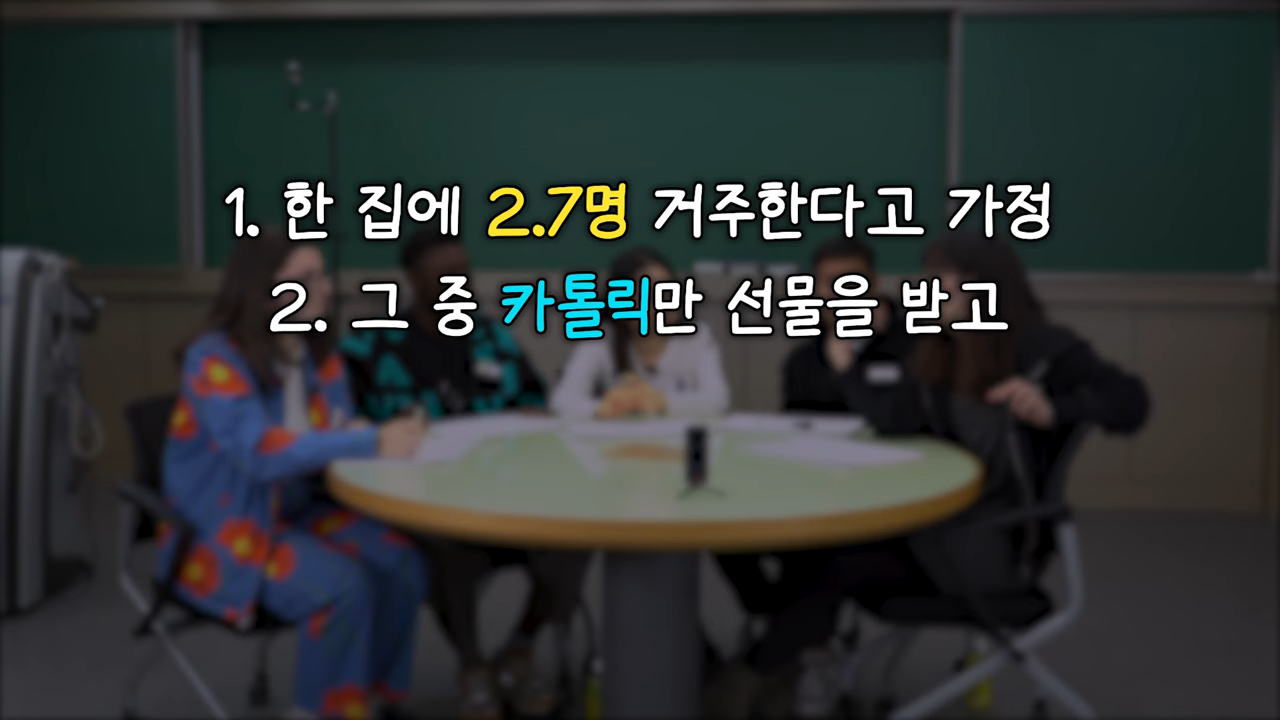 1. 한 집에 2.7명 거주한다고 가정
2. 그 중 카톨릭만 선물을 받고